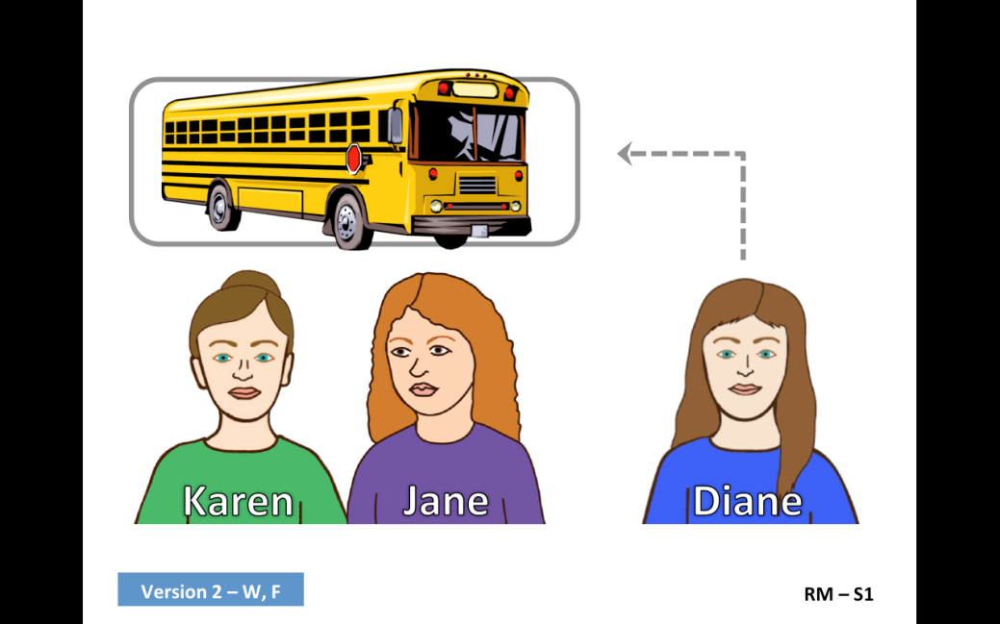 Karen
Jane
Diane
Version 2 – W, F
RM – S1